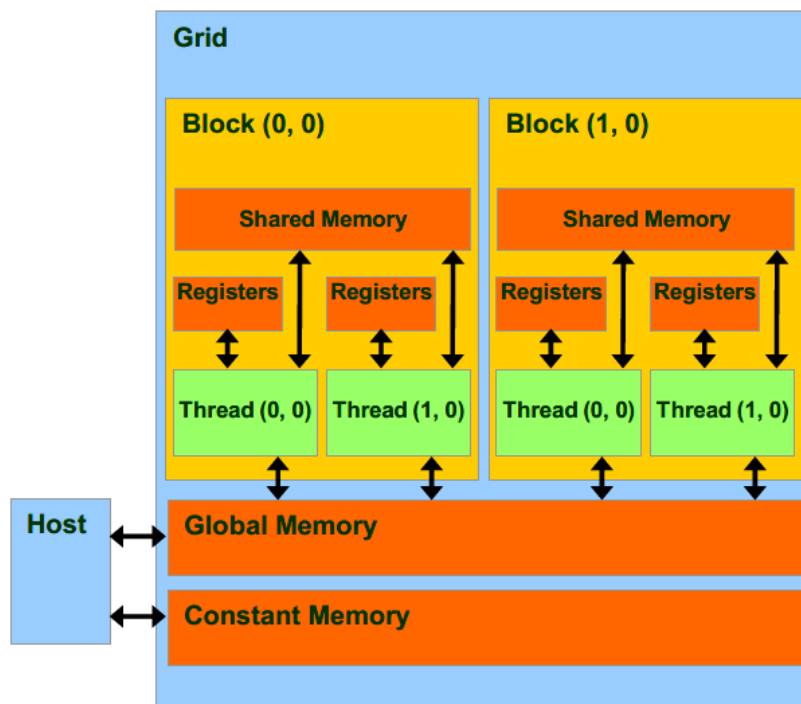 Grid
Block (0, 0)
Block (1, 0)
Shared Memory
Shared Memory
Registers
Registers
Registers
Registers
Thread (0, 0)
Thread (1, 0)
Thread (0, 0)
Thread (1, 0)
Host
Global Memory
Constant Memory